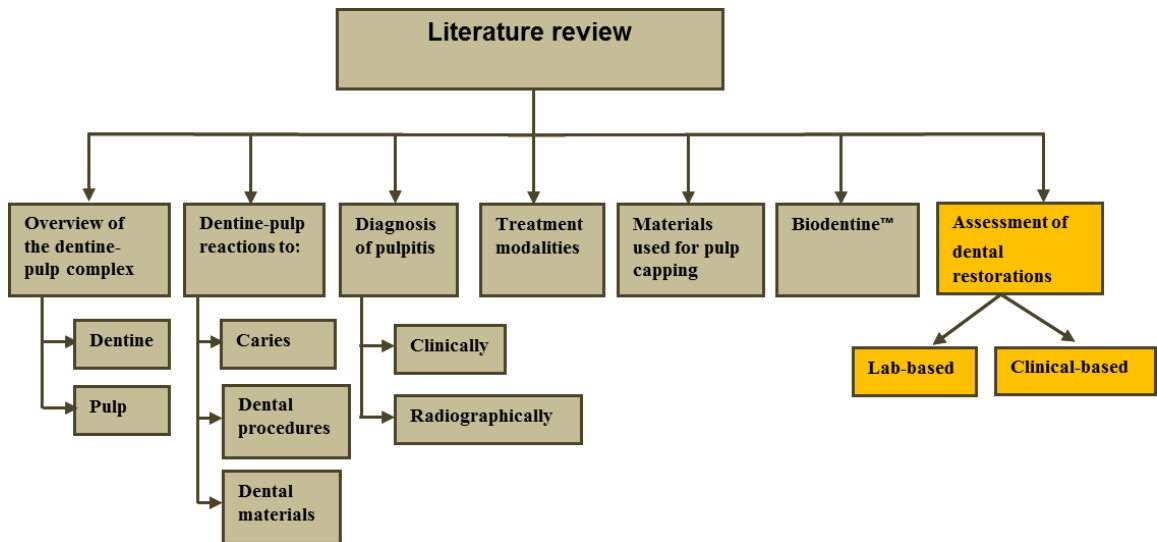 Literature review
Overview of
the dentine-
pulp complex
Dentine
Pulp
Dentine-pulp
reactions to:
Caries
Dental
procedures
Dental
materials
Diagnosis
of pulpitis
Clinically
Radiographically
Treatment
modalities
Materials
used for pulp
capping
Biodentine™
Assessment of
dental
restorations
Lab-based
Clinical-based